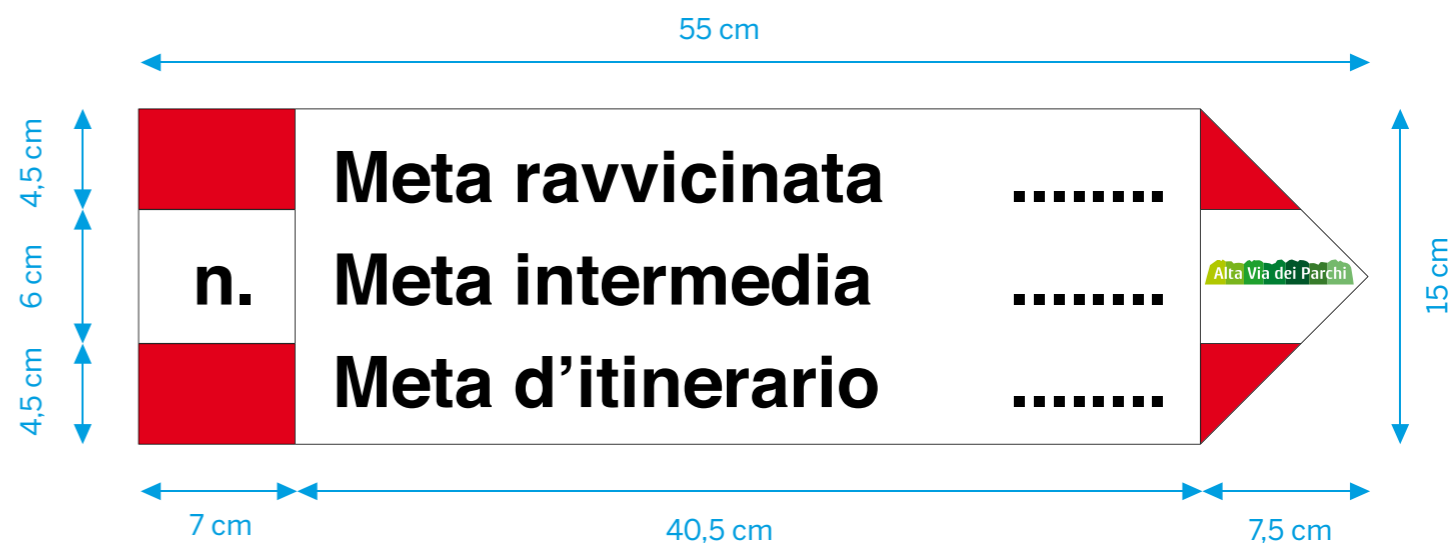 55 cm
4,5 cm
6 cm
4,5 cm
Meta ravvicinata ........
n. Meta intermedia ........
Meta d’itinerario ........
Alta Via dei Parchi
15 cm
7 cm
40,5 cm
7,5 cm